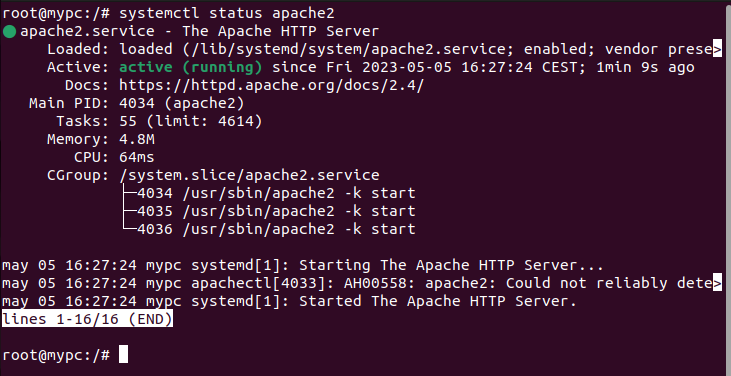 root@mypc:/# systemctl status apache2
● apache2.service - The Apache HTTP Server
     Loaded: loaded (/lib/systemd/system/apache2.service; enabled; vendor prese>
     Active: active (running) since Fri 2023-05-05 16:27:24 CEST; 1min 9s ago
       Docs: https://httpd.apache.org/docs/2.4/
   Main PID: 4034 (apache2)
      Tasks: 55 (limit: 4614)
     Memory: 4.8M
        CPU: 64ms
     CGroup: /system.slice/apache2.service
             ├─4034 /usr/sbin/apache2 -k start
             ├─4035 /usr/sbin/apache2 -k start
             └─4036 /usr/sbin/apache2 -k start
may 05 16:27:24 mypc systemd[1]: Starting The Apache HTTP Server...
may 05 16:27:24 mypc apachectl[4033]: AH00558: apache2: Could not reliably dete>
may 05 16:27:24 mypc systemd[1]: Started The Apache HTTP Server.
lines 1-16/16 (END)
root@mypc:/#